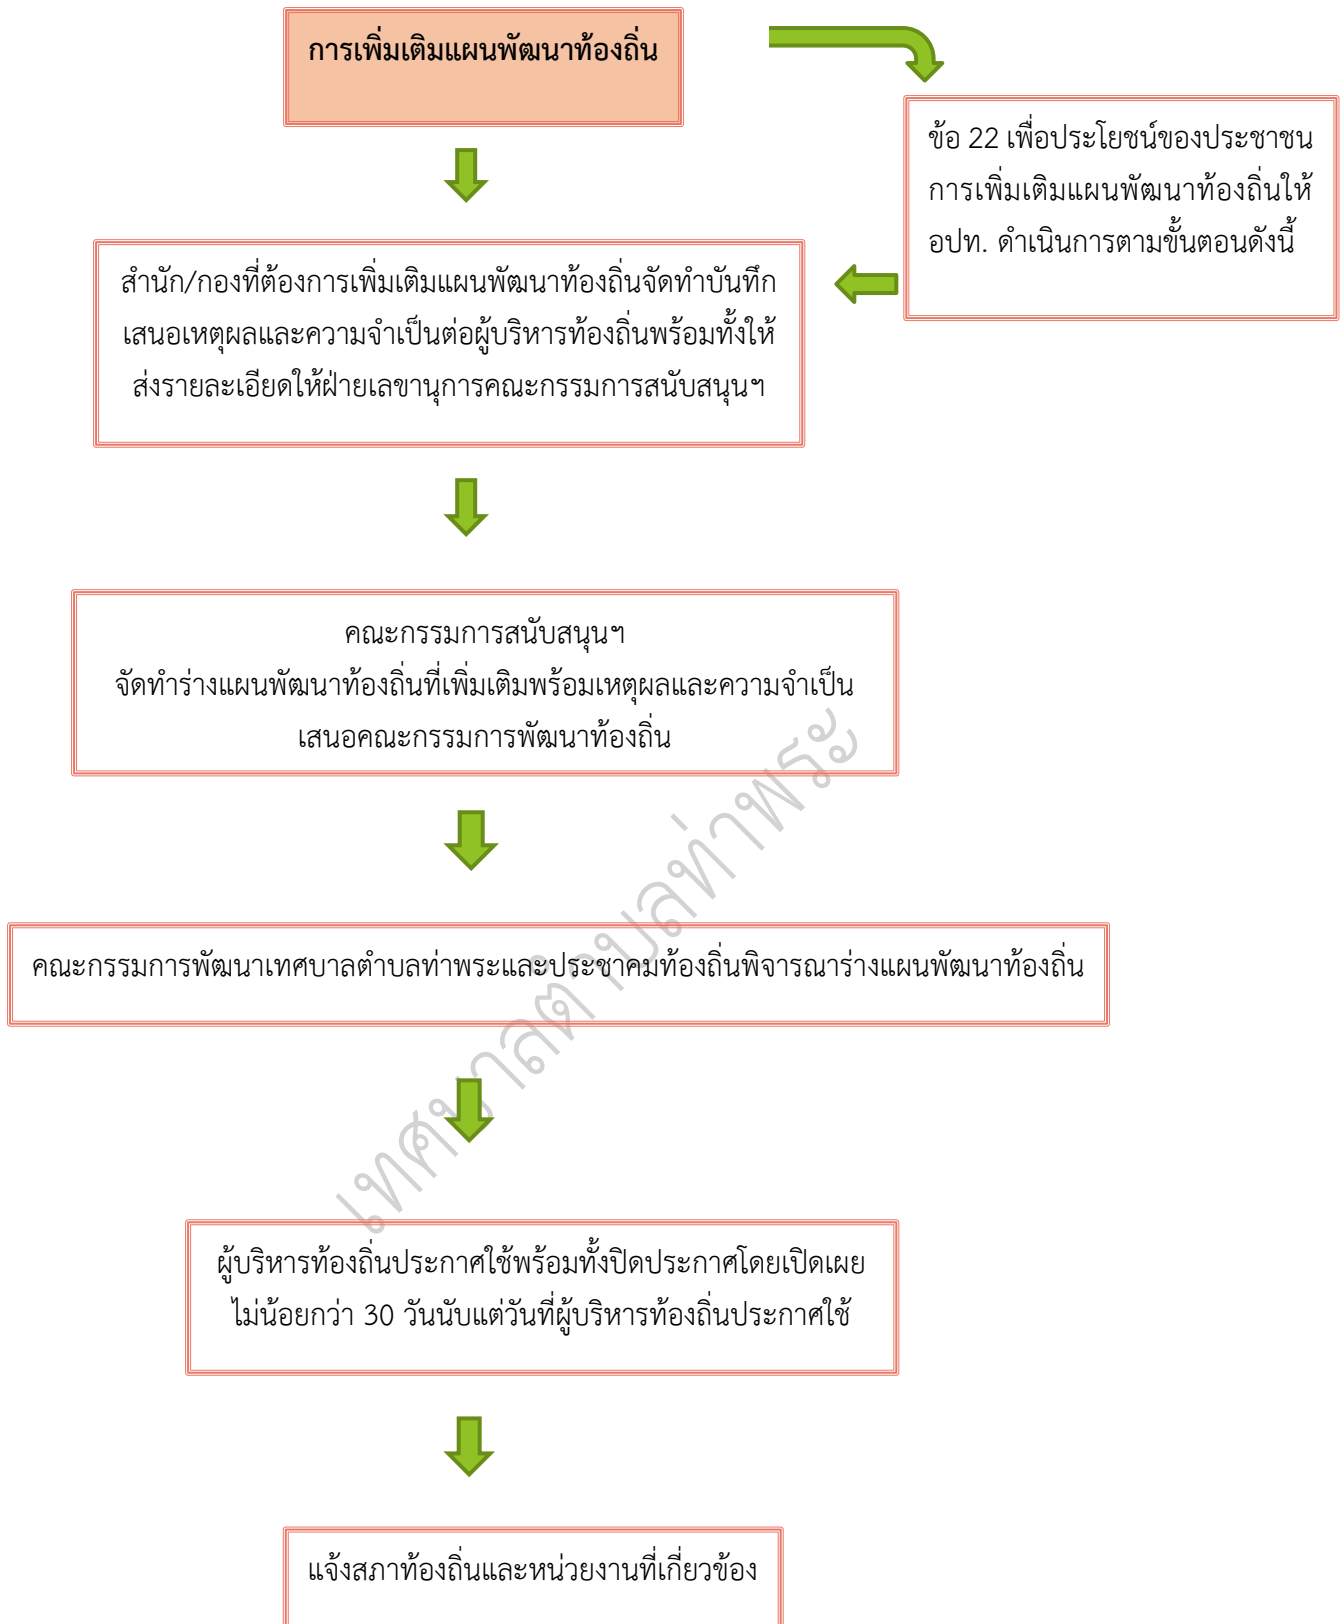 การเพิ่มเติมแผนพัฒนาท้องถิ่น
ข้อ 22 เพื่อประโยชน์ของประชาชน
การเพิ่มเติมแผนพัฒนาท้องถิ่นให้
อปท. ดำเนินการตามขั้นตอนดังนี้
สำนัก/กองที่ต้องการเพิ่มเติมแผนพัฒนาท้องถิ่นจัดทำบันทึก
เสนอเหตุผลและความจำเป็นต่อผู้บริหารท้องถิ่นพร้อมทั้งให้
ส่งรายละเอียดให้ฝ่ายเลขานุการคณะกรรมการสนับสนุนฯ
คณะกรรมการสนับสนุนฯ
จัดทำร่างแผนพัฒนาท้องถิ่นที่เพิ่มเติมพร้อมเหตุผลและความจำเป็น
เสนอคณะกรรมการพัฒนาท้องถิ่น
คณะกรรมการพัฒนาเทศบาลตำบลท่าพระและประชาคมท้องถิ่นพิจารณาร่างแผนพัฒนาท้องถิ่น
เทศบาลตำบลท่าพระ
ผู้บริหารท้องถิ่นประกาศใช้พร้อมทั้งปิดประกาศโดยเปิดเผย
ไม่น้อยกว่า 30 วันนับแต่วันที่ผู้บริหารท้องถิ่นประกาศใช้
แจ้งสภาท้องถิ่นและหน่วยงานที่เกี่ยวข้อง